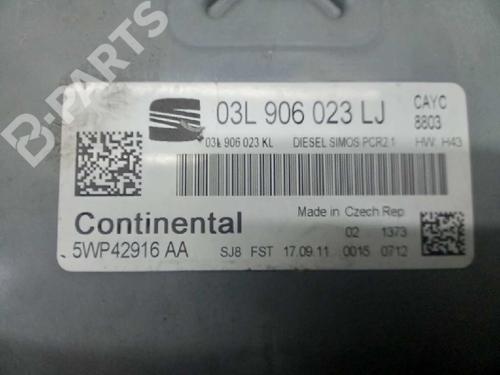 B-PARTS
03L 906 023 LJ
CAYC
8803
03L 906 023 KL DIESEL SIMOS PCR2.1 HW: H43
Continental
Made in Czech Rep
02 1373
5WP42916 AA
SJ8 FST 17.09.11 0015 0712